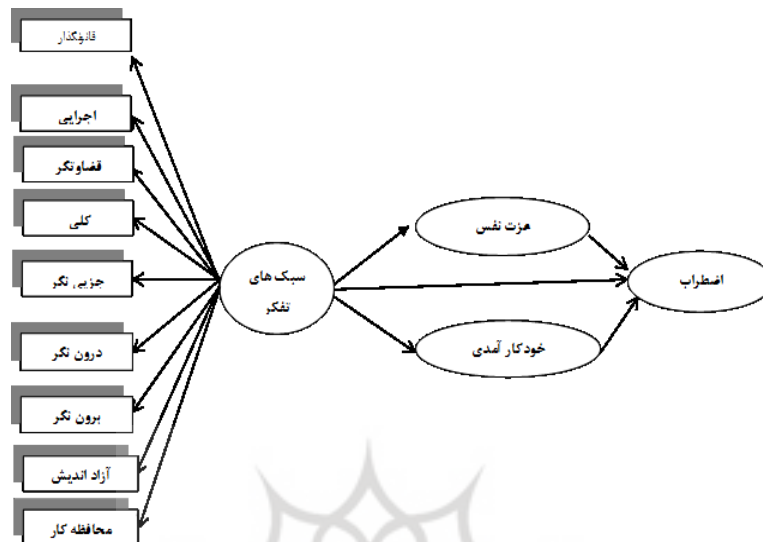 قانونگذار
اجرایی
قضاوتگر
کلی
جزیی نگر
درون نگر
برون نگر
آزاد اندیش
محافظه کار
سبک های
تفکر
عزت نفس
خودکار آمدی
اضطراب